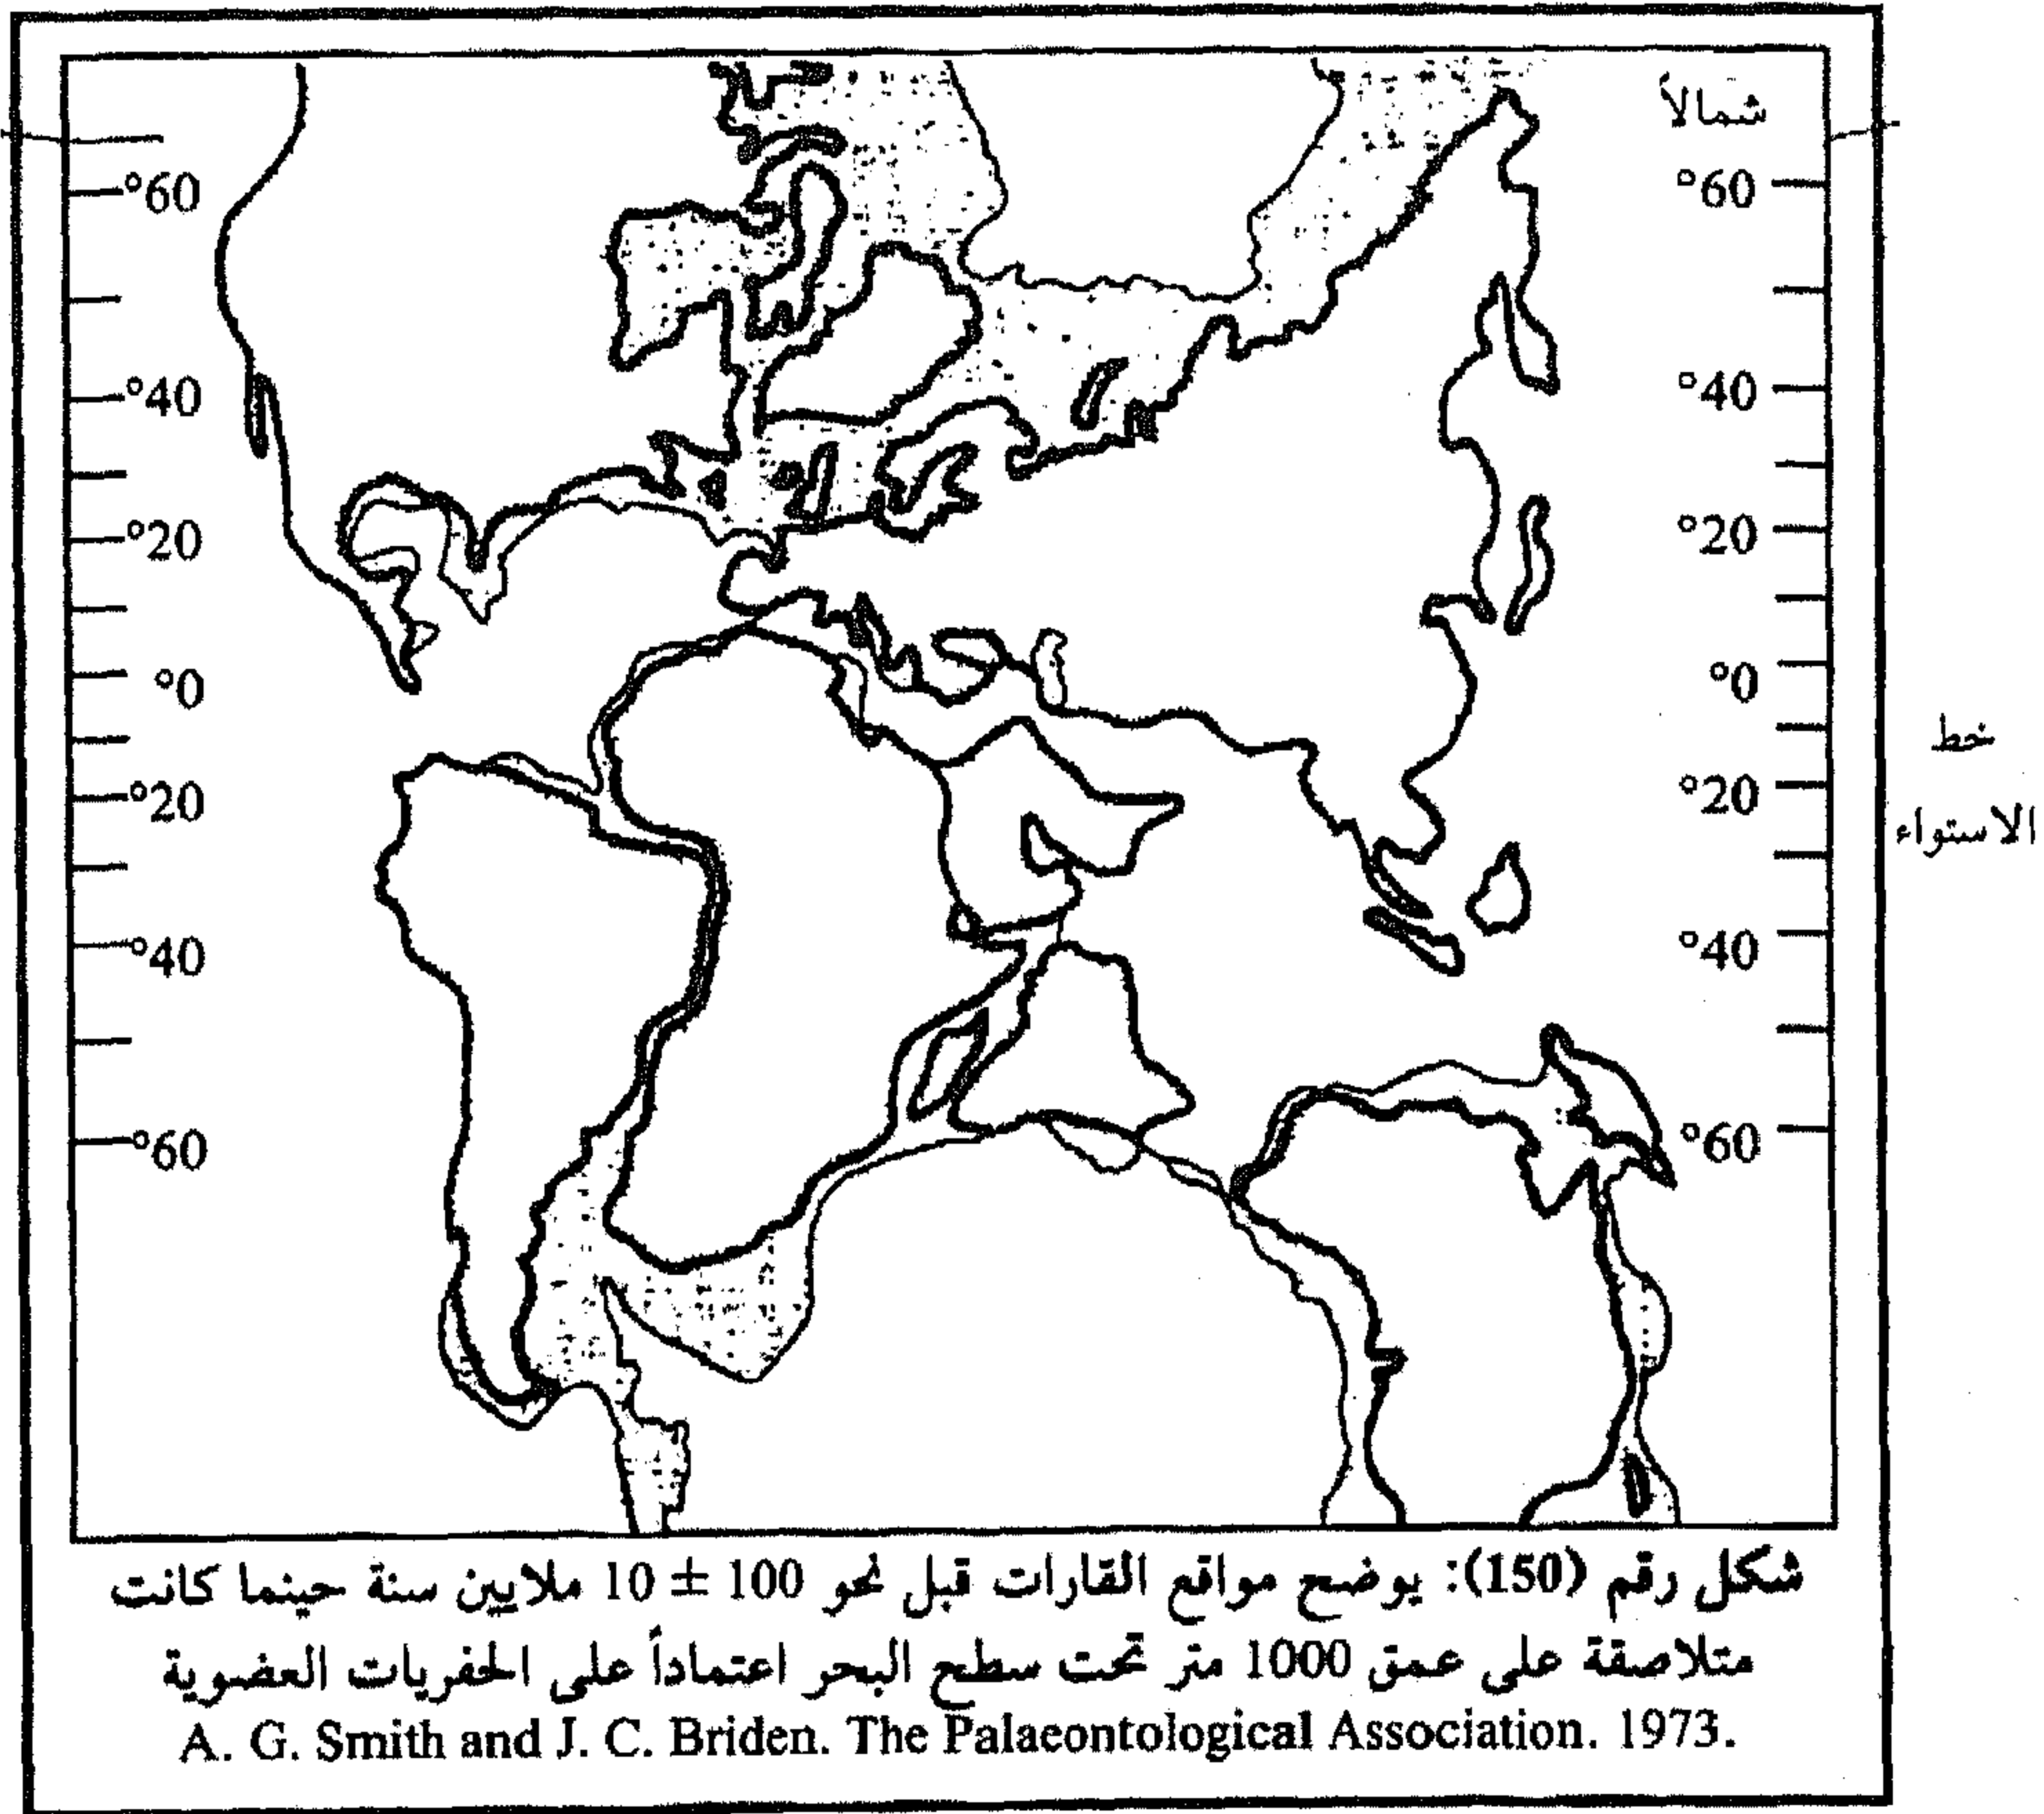 شمالاً
°60 °60
°40 °40
°20 °20
°0 °0
خط
الاستواء
°20 °20
°40 °40
°60 °60
شكل رقم (150): يوضح مواقع القارات قبل نحو 100 ± 10 ملايين سنة حينما كانت
متلاصقة على عمق 1000 متر تحت سطح البحر اعتماداً على الحفريات العضوية
A. G. Smith and J. C. Briden. The Palaeontological Association. 1973.